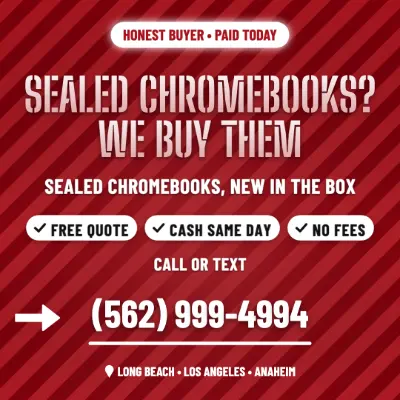 HONEST BUYER • PAID TODAY
SEALED CHROMEBOOKS?
WE BUY THEM
SEALED CHROMEBOOKS, NEW IN THE BOX
✓ FREE QUOTE ✓ CASH SAME DAY ✓ NO FEES
CALL OR TEXT
(562) 999-4994
LONG BEACH • LOS ANGELES • ANAHEIM